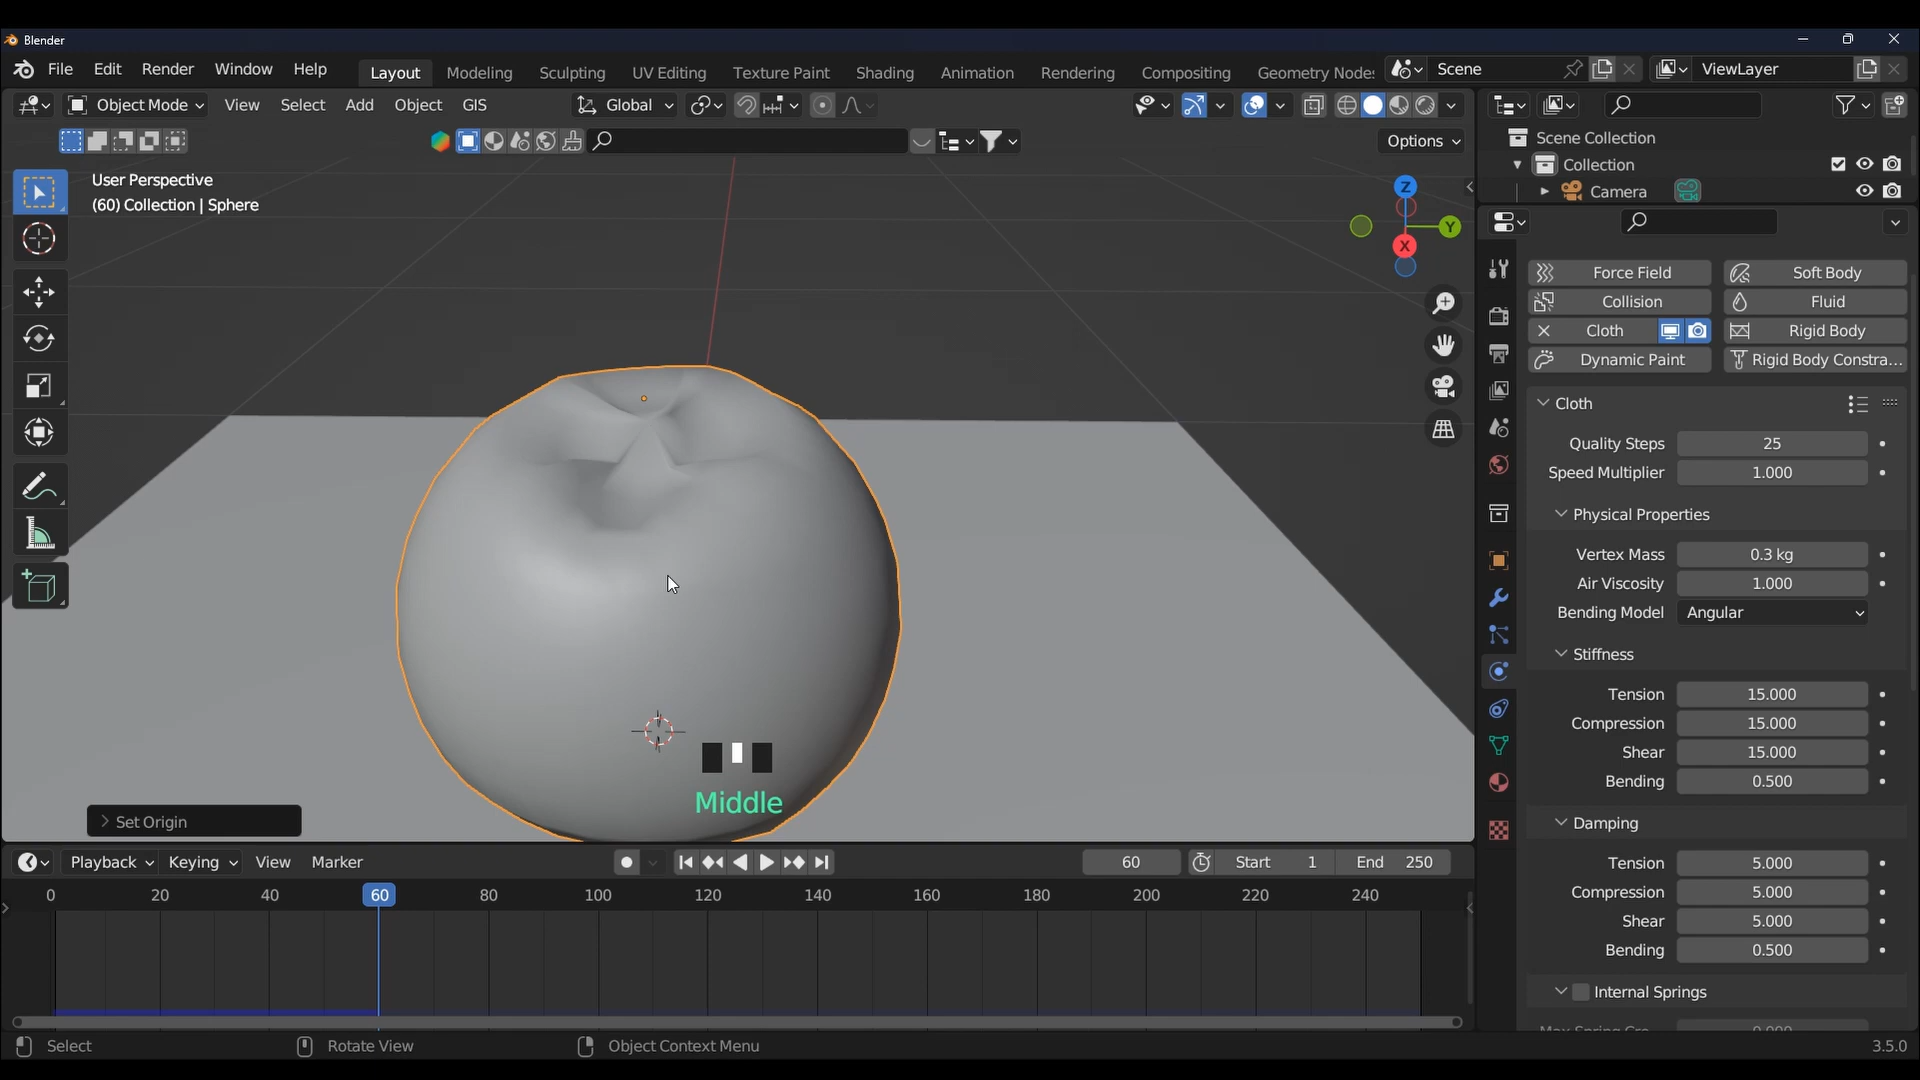 Blender
File Edit Render Window Help Layout Modeling Sculpting UV Editing Texture Paint Shading Animation Rendering Compositing Geometry Nodes Scene ViewLayer
Object Mode View Select Add Object GIS Global
Options
User Perspective
(60) Collection | Sphere
Z
Y
X
Scene Collection
Collection
Camera
Force Field Soft Body
Collision Fluid
Cloth Rigid Body
Dynamic Paint Rigid Body Constra...
Cloth
Quality Steps 25
Speed Multiplier 1.000
Physical Properties
Vertex Mass 0.3 kg
Air Viscosity 1.000
Bending Model Angular
Stiffness
Tension 15.000
Compression 15.000
Shear 15.000
Bending 0.500
Damping
Tension 5.000
Compression 5.000
Shear 5.000
Bending 0.500
Internal Springs
Middle
Set Origin
Playback Keying View Marker 60 Start 1 End 250
0 20 40 60 80 100 120 140 160 180 200 220 240
Select Rotate View Object Context Menu 3.5.0